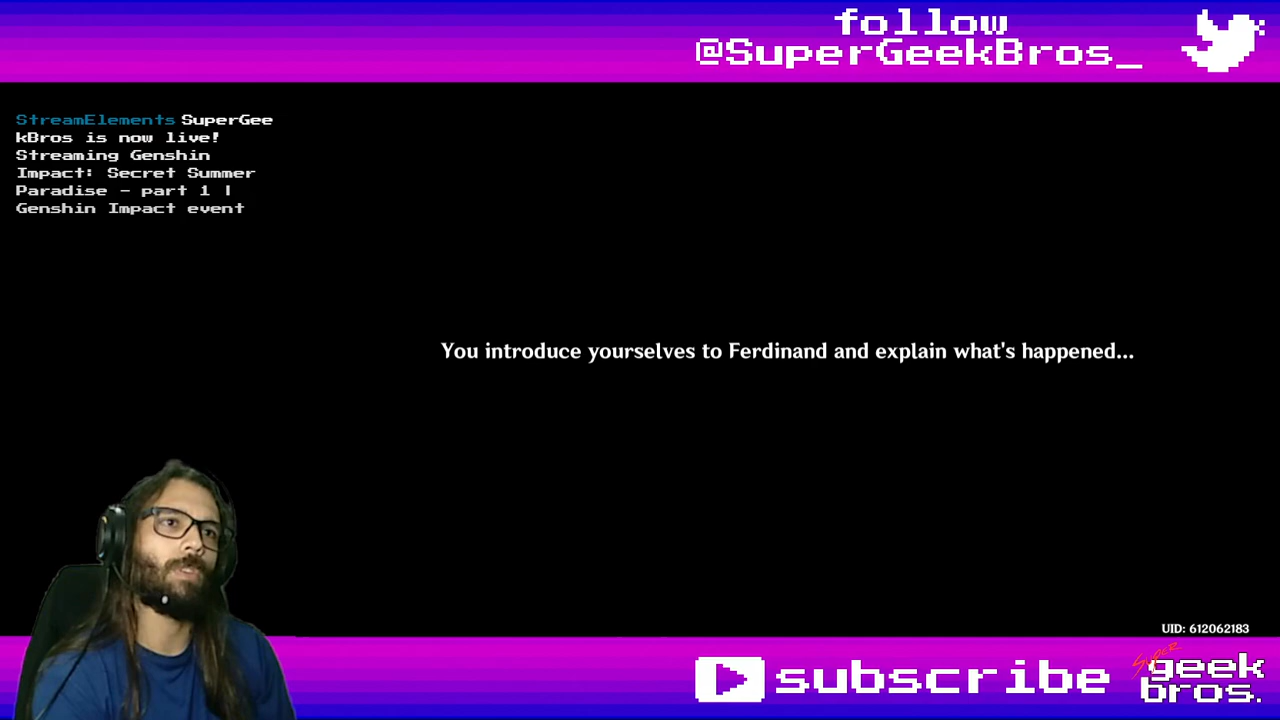 follow
@SuperGeekBros_
StreamElements SuperGee
kBros is now live!
Streaming Genshin
Impact: Secret Summer
Paradise - part 1 |
Genshin Impact event
You introduce yourselves to Ferdinand and explain what's happened...
UID: 612062183
subscribe
super
geek
bros.